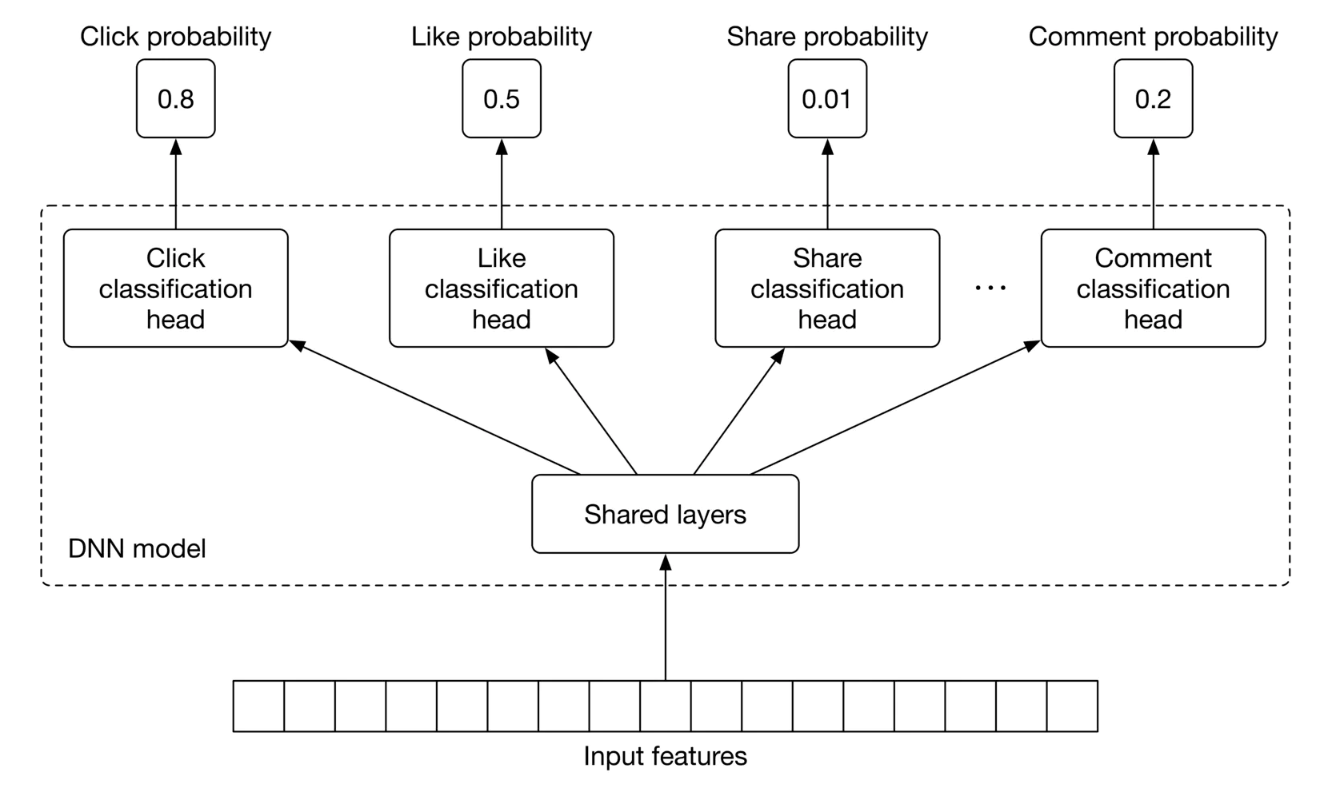 Click probability
Like probability
Share probability
Comment probability
0.8
0.5
0.01
0.2
Click
classification
head
Like
classification
head
Share
classification
head
...
Comment
classification
head
Shared layers
DNN model
Input features